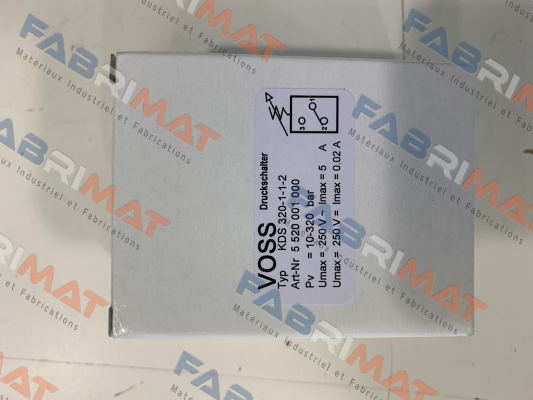 VOSS Druckschalter
Typ KDS 320-1-1-2
Art-Nr 5 520 001 000
Pv = 10-320 bar
Umax = 250 V ~ Imax = 5 A
Umax = 250 V = Imax = 0.02 A
1
2
3
FABRIMAT
Matériaux Industriel et Fabrications